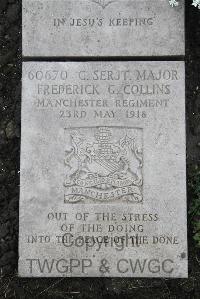 IN JESU'S KEEPING
60670 C. SERJT. MAJOR
FREDERICK G. COLLINS
MANCHESTER REGIMENT
23RD MAY 1918
MANCHESTER
OUT OF THE STRESS
OF THE DOING
INTO THE PEACE OF THE DONE
Copyright
TWGPP & CWGC